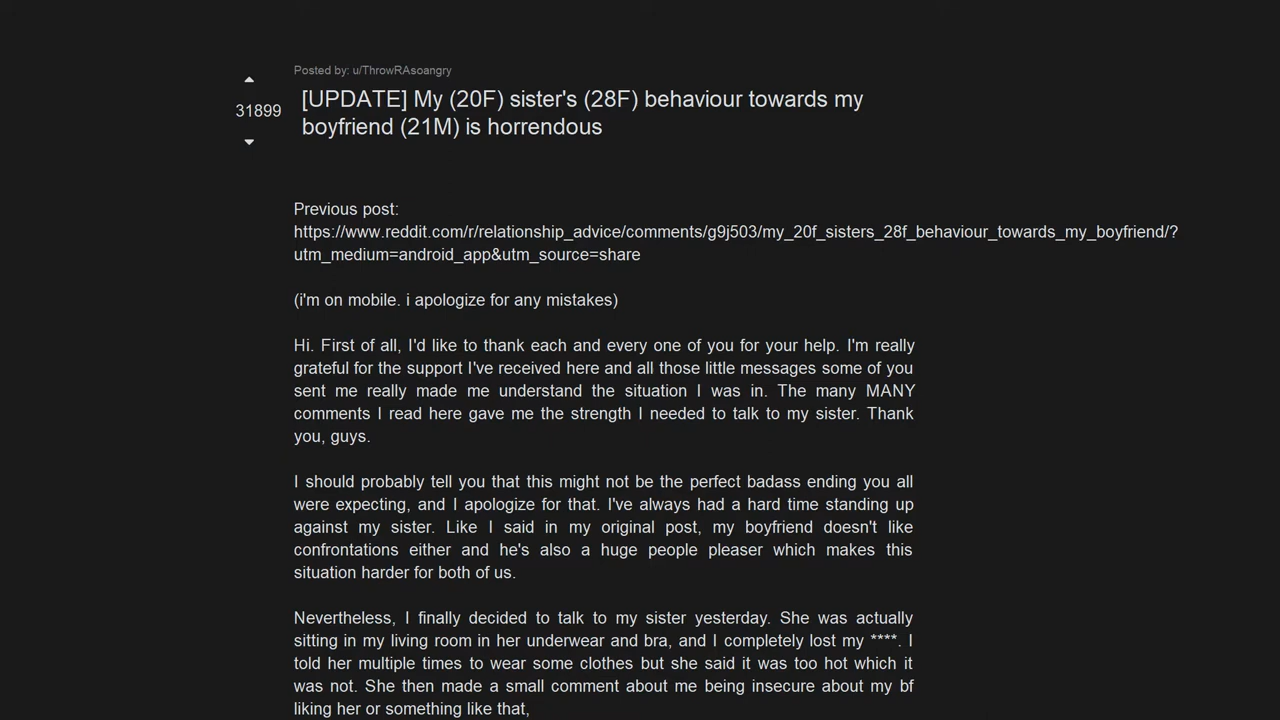 Posted by: u/ThrowRAsoangry
31899
[UPDATE] My (20F) sister's (28F) behaviour towards my
boyfriend (21M) is horrendous
Previous post:
https://www.reddit.com/r/relationship_advice/comments/g9j503/my_20f_sisters_28f_behaviour_towards_my_boyfriend/?
utm_medium=android_app&utm_source=share
(i'm on mobile. i apologize for any mistakes)
Hi. First of all, I'd like to thank each and every one of you for your help. I'm really
grateful for the support I've received here and all those little messages some of you
sent me really made me understand the situation I was in. The many MANY
comments I read here gave me the strength I needed to talk to my sister. Thank
you, guys.
I should probably tell you that this might not be the perfect badass ending you all
were expecting, and I apologize for that. I've always had a hard time standing up
against my sister. Like I said in my original post, my boyfriend doesn't like
confrontations either and he's also a huge people pleaser which makes this
situation harder for both of us.
Nevertheless, I finally decided to talk to my sister yesterday. She was actually
sitting in my living room in her underwear and bra, and I completely lost my ****. I
told her multiple times to wear some clothes but she said it was too hot which it
was not. She then made a small comment about me being insecure about my bf
liking her or something like that,